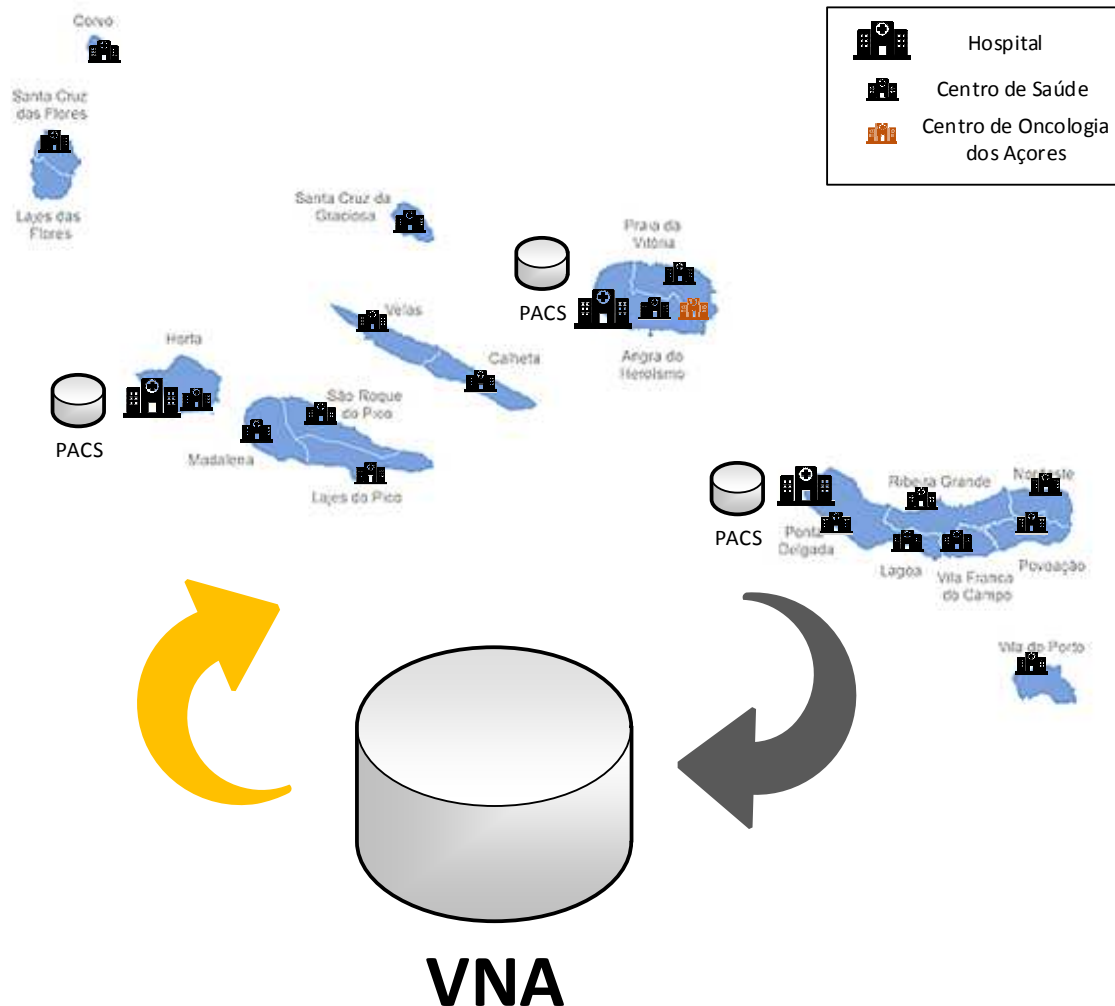 Corvo
Santa Cruz
das Flores
Lajes das
Flores
Hospital
Centro de Saúde
Centro de Oncologia
dos Açores
Santa Cruz da
Graciosa
Praia da
Vitória
PACS
Angra do
Heroísmo
Velas
Calheta
Horta
PACS
São Roque
do Pico
Madalena
Lajes do Pico
PACS
Ribeira Grande
Nordeste
Ponta
Delgada
Lagoa
Vila Franca
do Campo
Povoação
Vila do Porto
VNA